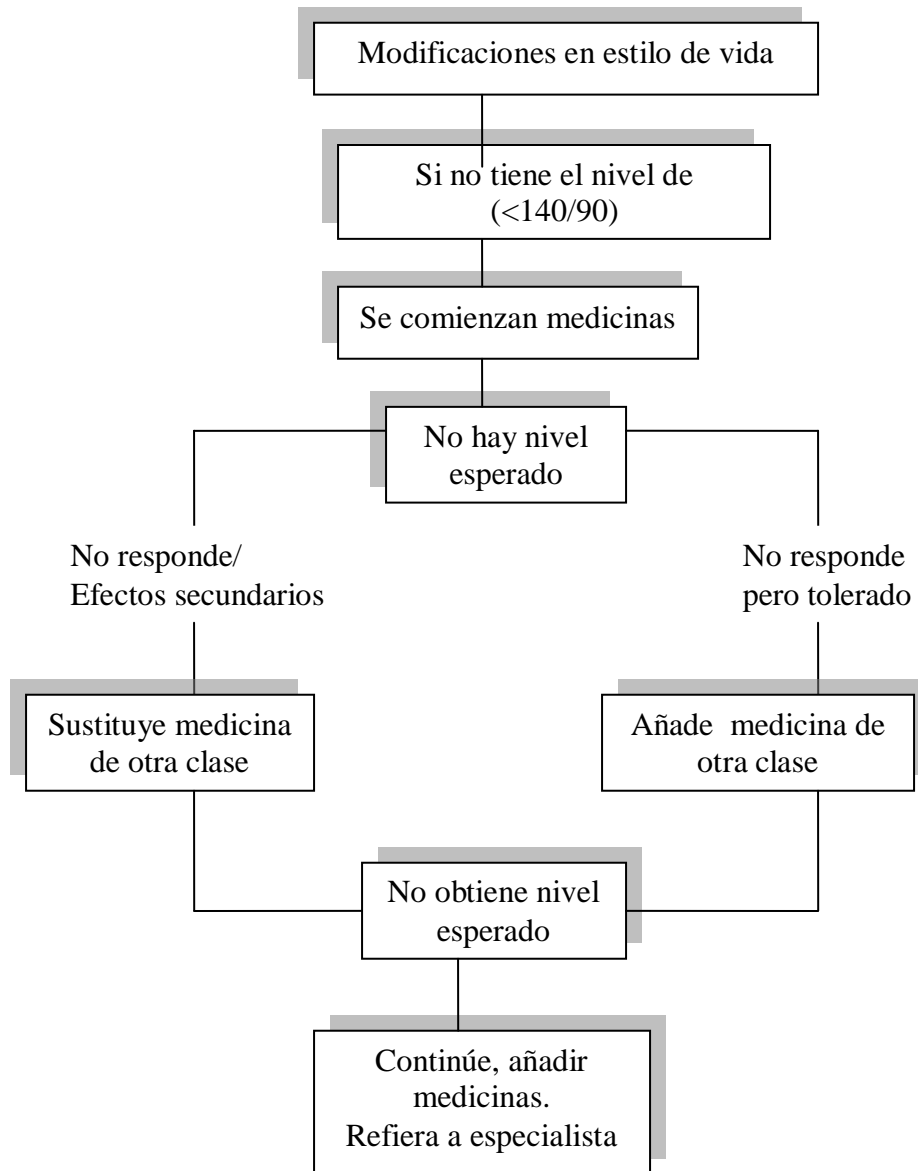 Modificaciones en estilo de vida
Si no tiene el nivel de
(<140/90)
Se comienzan medicinas
No hay nivel
esperado
No responde/
Efectos secundarios
No responde
pero tolerado
Sustituye medicina
de otra clase
Añade  medicina de
otra clase
No obtiene nivel
esperado
Continúe, añadir
medicinas.
Refiera a especialista